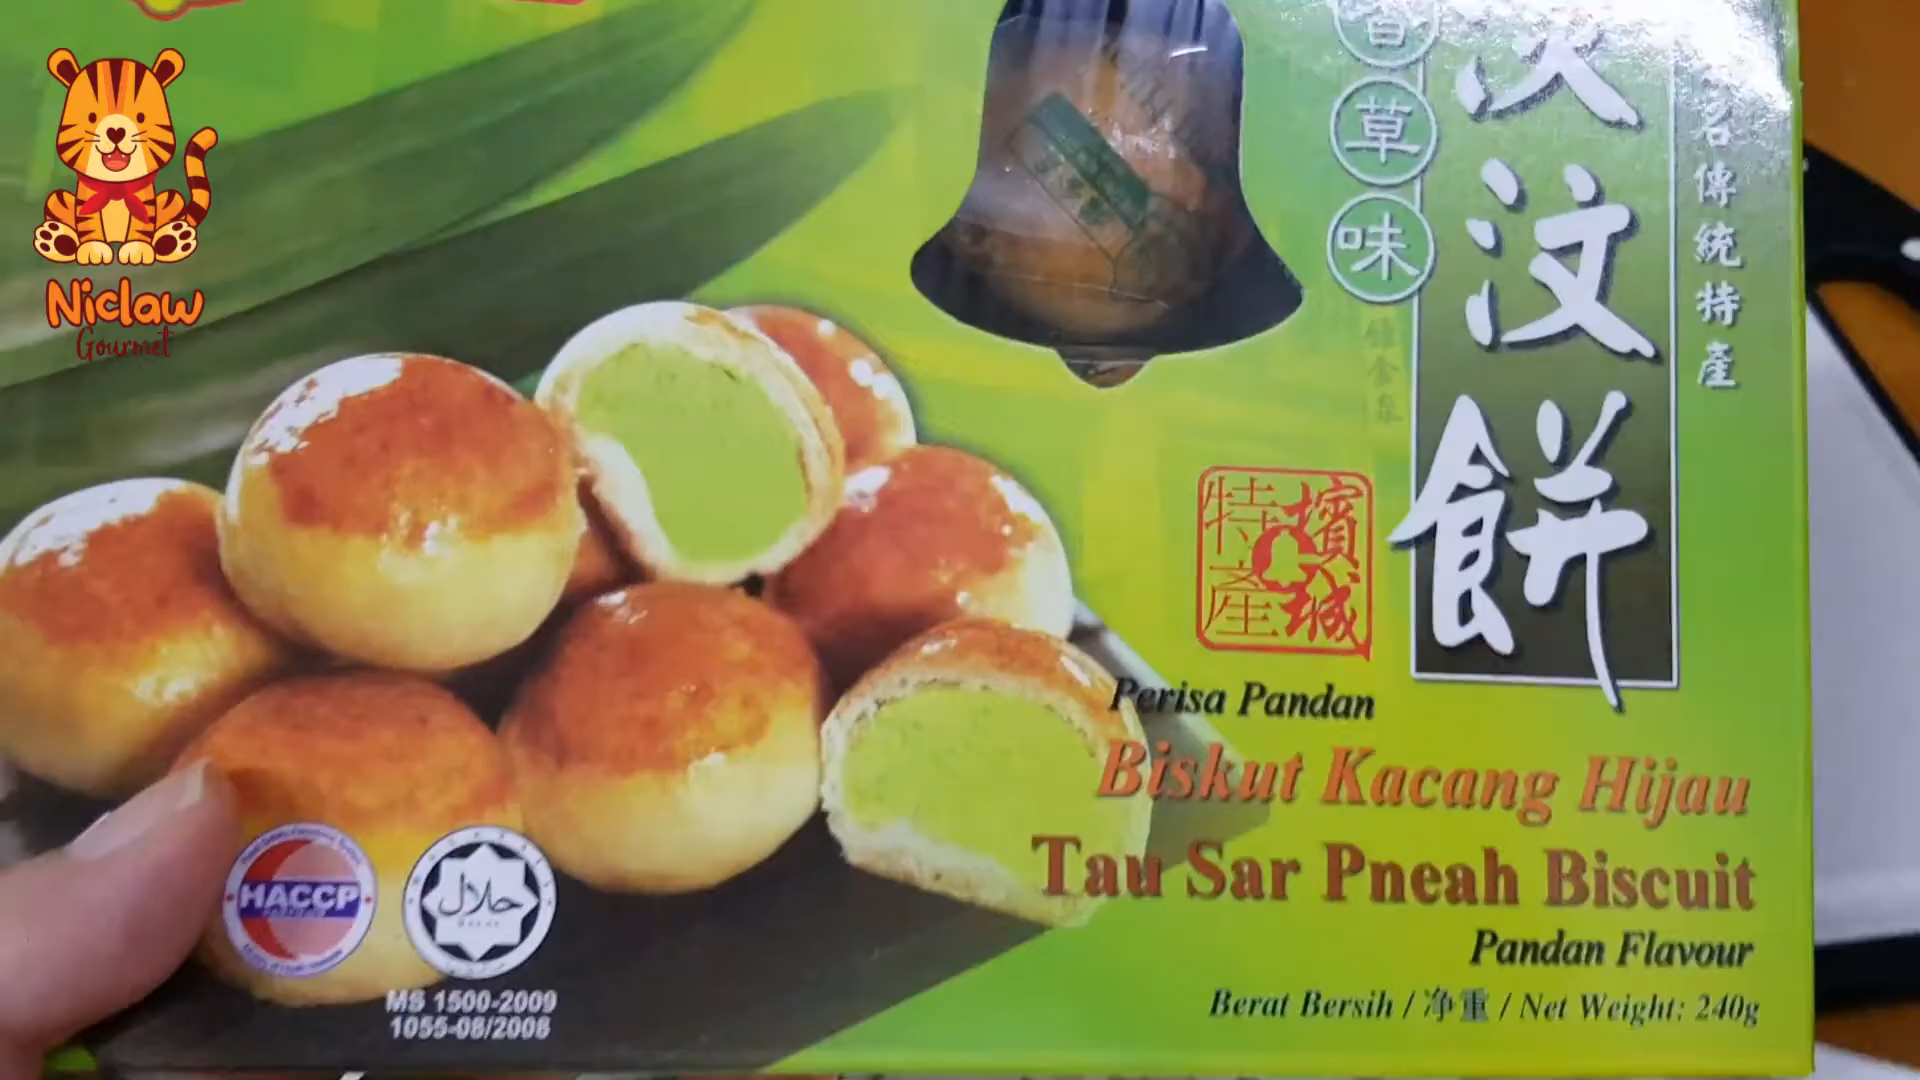 Niclaw
Gourmet
草味
汶餅
名傳統特產
檳城
特產
Perisa Pandan
Biskut Kacang Hijau
Tau Sar Pneah Biscuit
Pandan Flavour
Berat Bersih / 净重 / Net Weight: 240g
HACCP
حلال
MS 1500-2009
1055-08/2008